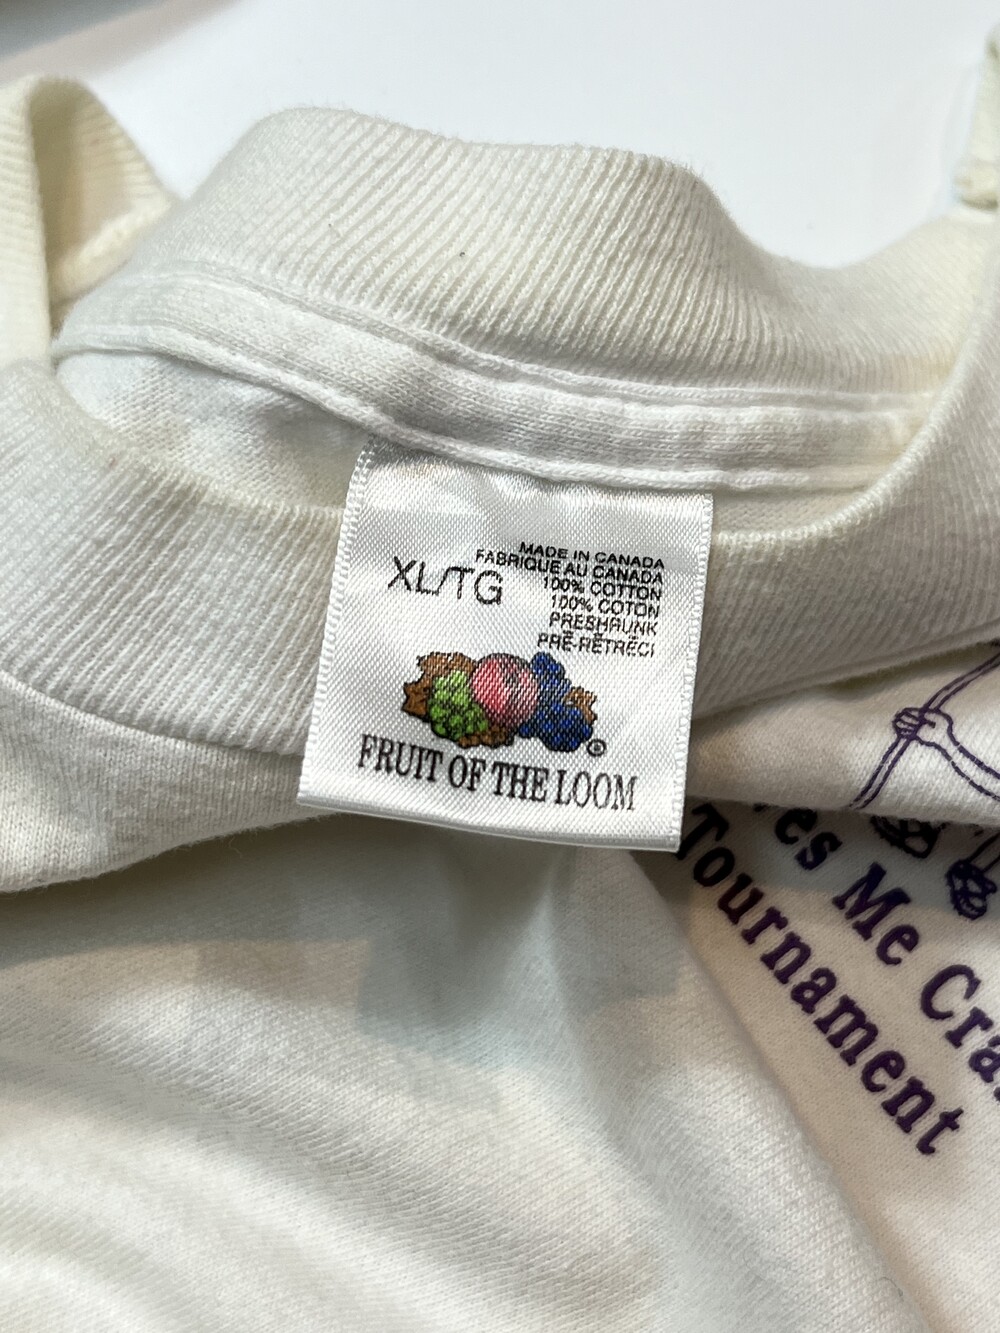 XL/TG
MADE IN CANADA
FABRIQUE AU CANADA
100% COTTON
100% COTON
PRESHRUNK
PRÉ-RÉTRÉCI
®
FRUIT OF THE LOOM
Me
Tournament